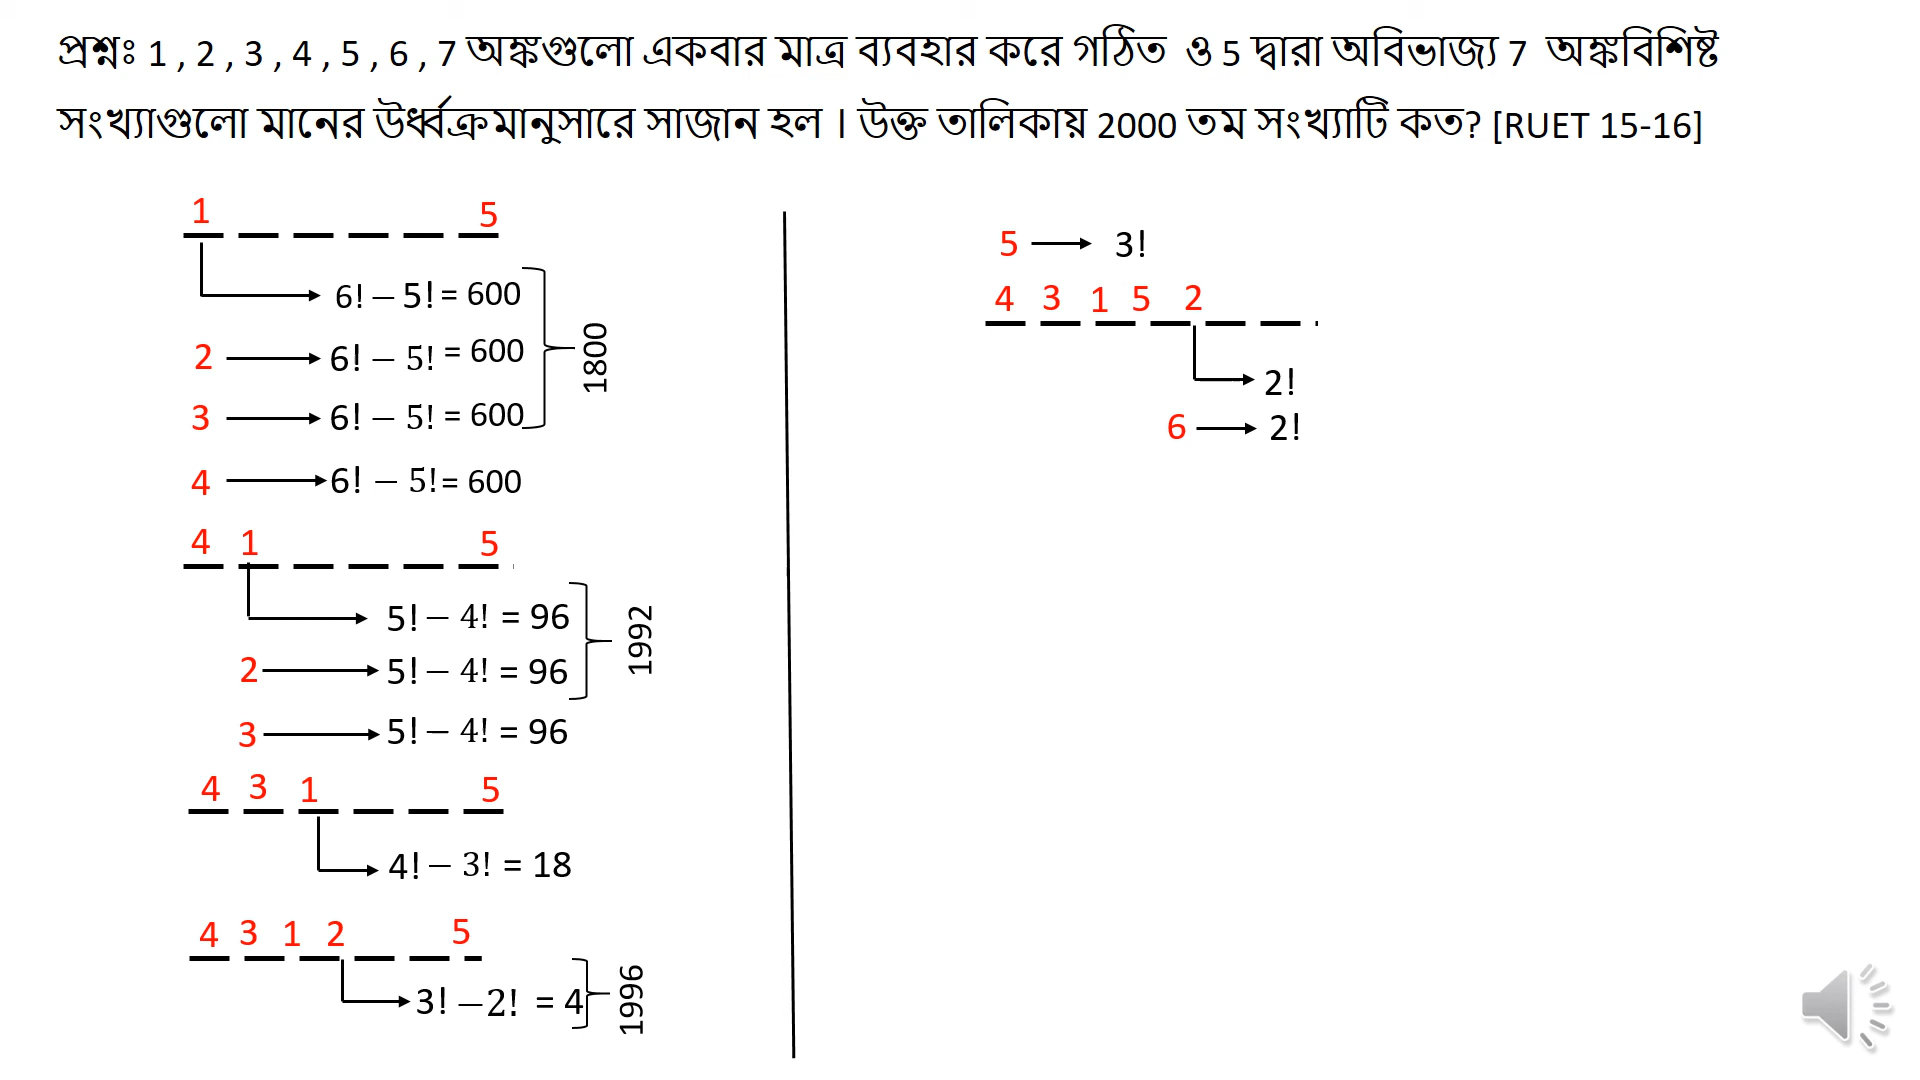 প্রশ্নঃ 1 , 2 , 3 , 4 , 5 , 6 , 7 অঙ্কগুলো একবার মাত্র ব্যবহার করে গঠিত ও 5 দ্বারা অবিভাজ্য 7 অঙ্কবিশিষ্ট
সংখ্যাগুলো মানের উর্ধ্বক্রমানুসারে সাজান হল । উক্ত তালিকায় 2000 তম সংখ্যাটি কত? [RUET 15-16]
1 5
6! – 5! = 600
2 6! – 5! = 600
3 6! – 5! = 600
1800
4 6! – 5! = 600
4 1 5
5! – 4! = 96
2 5! – 4! = 96
1992
3 5! – 4! = 96
4 3 1 5
4! – 3! = 18
4 3 1 2 5
3! –2! = 4
1996
5 3!
4 3 1 5 2
2!
6 2!